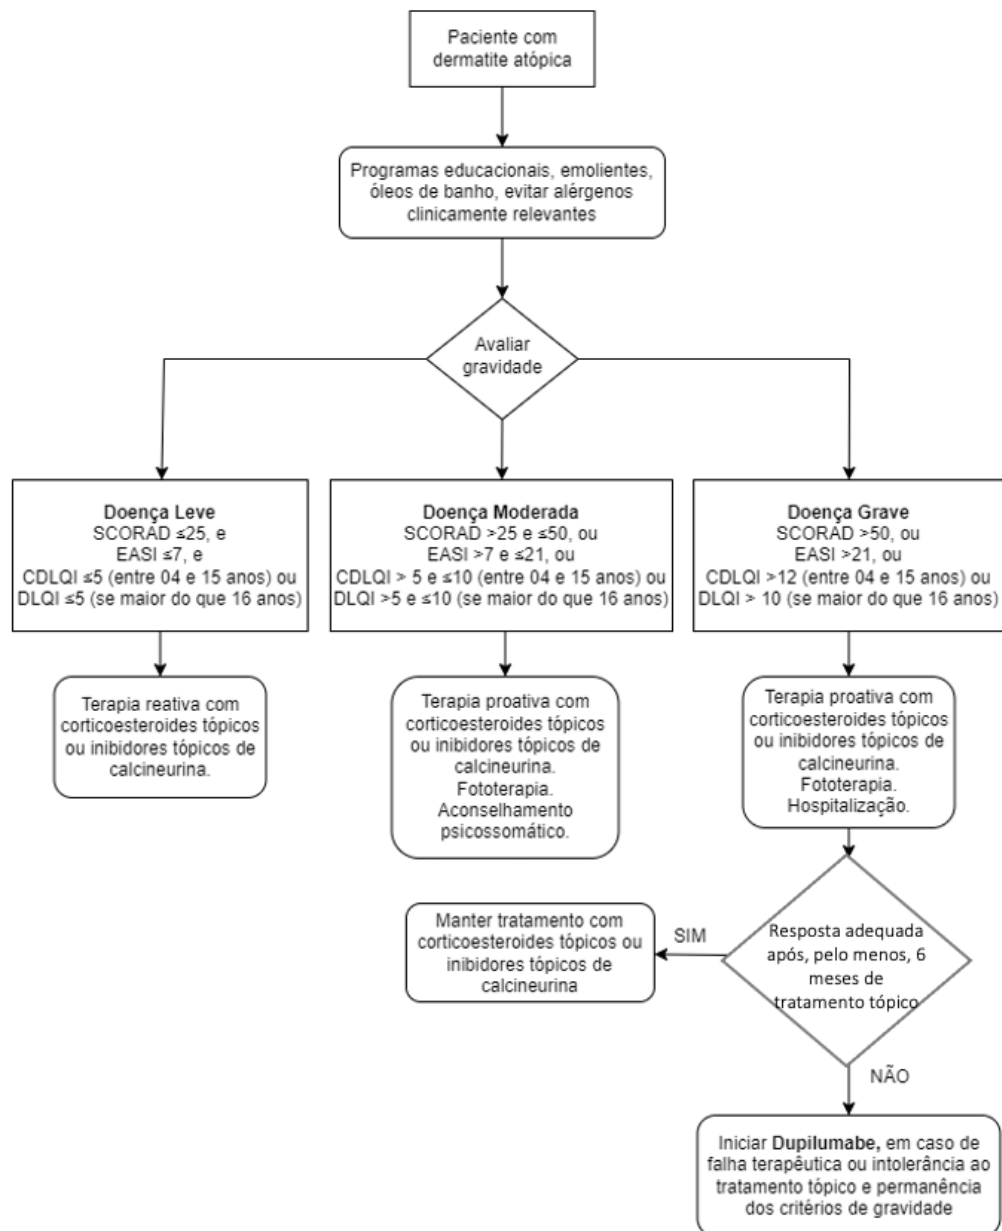 Paciente com
dermatite atópica
Programas educacionais, emolientes,
óleos de banho, evitar alérgenos
clinicamente relevantes
Avaliar
gravidade
Doença Leve
SCORAD ≤25, e
EASI ≤7, e
CDLQI ≤5 (entre 04 e 15 anos) ou
DLQI ≤5 (se maior do que 16 anos)
Doença Moderada
SCORAD >25 e ≤50, ou
EASI >7 e ≤21, ou
CDLQI > 5 e ≤10 (entre 04 e 15 anos) ou
DLQI >5 e ≤10 (se maior do que 16 anos)
Doença Grave
SCORAD >50, ou
EASI >21, ou
CDLQI >12 (entre 04 e 15 anos) ou
DLQI > 10 (se maior do que 16 anos)
Terapia reativa com
corticoesteroides tópicos
ou inibidores tópicos de
calcineurina.
Terapia proativa com
corticoesteroides tópicos
ou inibidores tópicos de
calcineurina.
Fototerapia.
Aconselhamento
psicossomático.
Terapia proativa com
corticoesteroides tópicos
ou inibidores tópicos de
calcineurina.
Fototerapia.
Hospitalização.
Resposta adequada
após, pelo menos, 6
meses de
tratamento tópico
SIM
Manter tratamento com
corticoesteroides tópicos ou
inibidores tópicos de
calcineurina
NÃO
Iniciar Dupilumabe, em caso de
falha terapêutica ou intolerância ao
tratamento tópico e permanência
dos critérios de gravidade